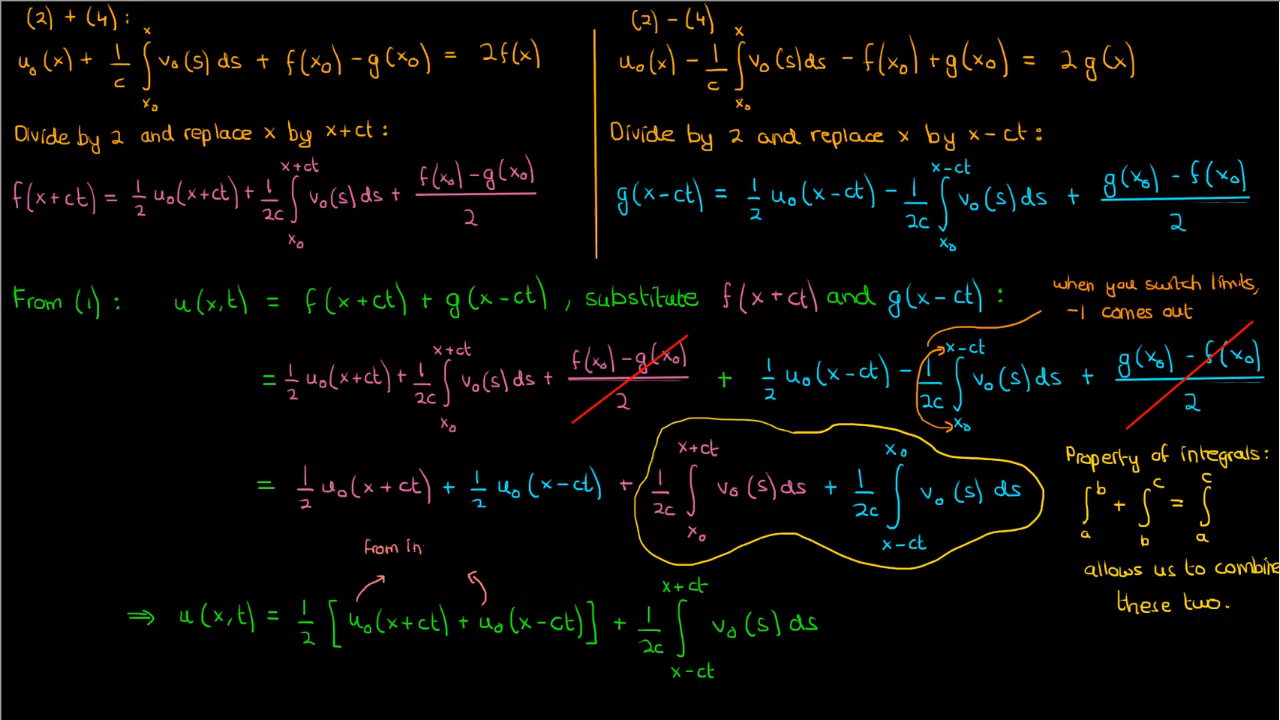 (2) + (4):
u₀(x) + 1/c ∫_{x₀}^{x} v₀(s) ds + f(x₀) - g(x₀) = 2f(x)
Divide by 2 and replace x by x+ct:
f(x+ct) = 1/2 u₀(x+ct) + 1/2c ∫_{x₀}^{x+ct} v₀(s) ds + (f(x₀) - g(x₀))/2
(2) - (4)
u₀(x) - 1/c ∫_{x₀}^{x} v₀(s) ds - f(x₀) + g(x₀) = 2g(x)
Divide by 2 and replace x by x-ct:
g(x-ct) = 1/2 u₀(x-ct) - 1/2c ∫_{x₀}^{x-ct} v₀(s) ds + (g(x₀) - f(x₀))/2
From (1): u(x,t) = f(x+ct) + g(x-ct), substitute f(x+ct) and g(x-ct):
when you switch limits,
-1 comes out
= 1/2 u₀(x+ct) + 1/2c ∫_{x₀}^{x+ct} v₀(s) ds + (f(x₀) - g(x₀))/2 + 1/2 u₀(x-ct) - 1/2c ∫_{x₀}^{x-ct} v₀(s) ds + (g(x₀) - f(x₀))/2
= 1/2 u₀(x+ct) + 1/2 u₀(x-ct) + 1/2c ∫_{x₀}^{x+ct} v₀(s) ds + 1/2c ∫_{x-ct}^{x₀} v₀(s) ds
Property of integrals:
∫_a^b + ∫_b^c = ∫_a^c
allows us to combine
these two.
from in
⇒ u(x,t) = 1/2 [u₀(x+ct) + u₀(x-ct)] + 1/2c ∫_{x-ct}^{x+ct} v₀(s) ds